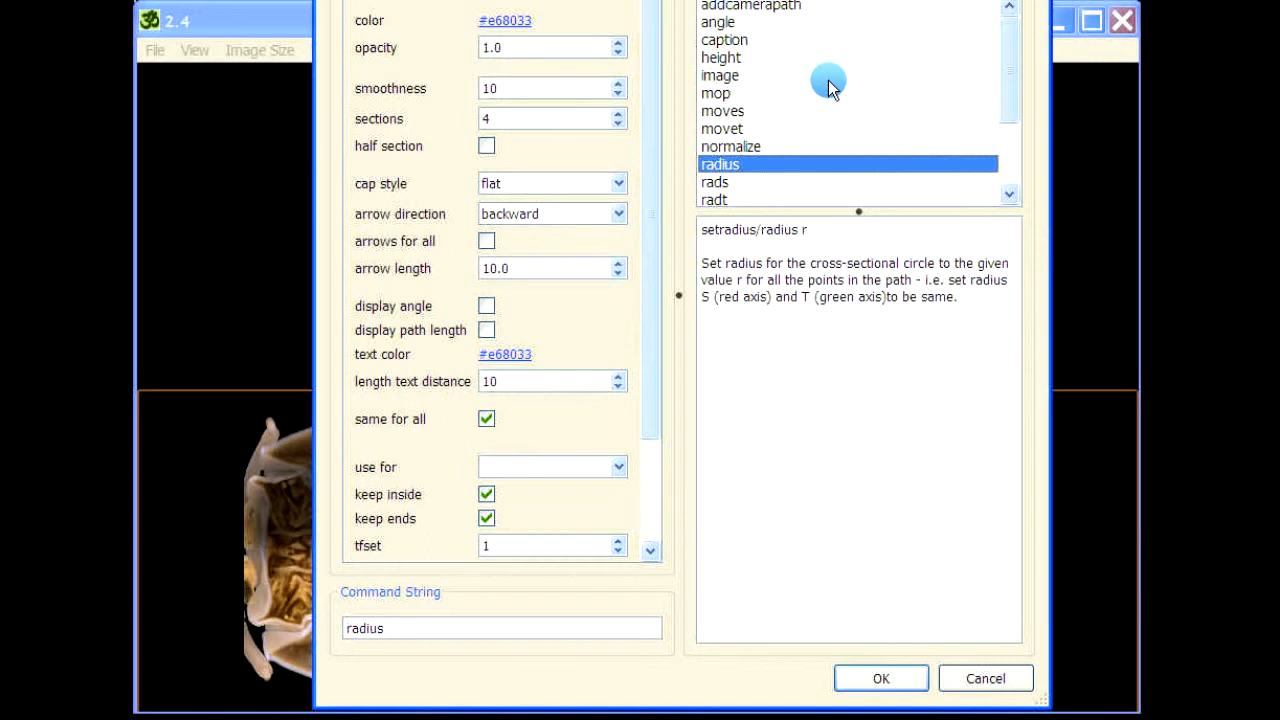 2.4
File View Image Size
color #e68033
opacity 1.0
smoothness 10
sections 4
half section
cap style flat
arrow direction backward
arrows for all
arrow length 10.0
display angle
display path length
text color #e68033
length text distance 10
same for all
use for
keep inside
keep ends
tfset 1
Command String
radius
addcamerapath
angle
caption
height
image
mop
moves
movet
normalize
radius
rads
radt
setradius/radius r
Set radius for the cross-sectional circle to the given
value r for all the points in the path - i.e. set radius
S (red axis) and T (green axis)to be same.
OK Cancel